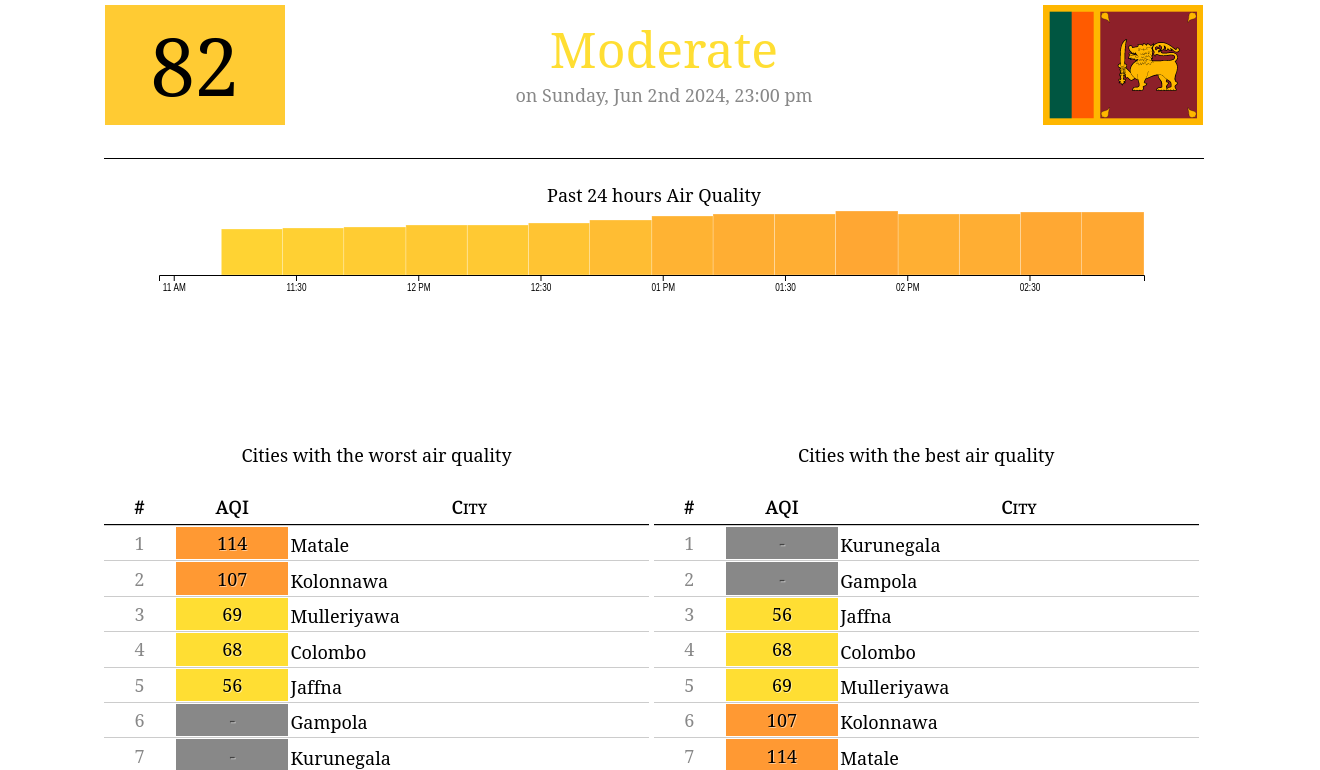 82
Moderate
on Sunday, Jun 2nd 2024, 23:00 pm
Past 24 hours Air Quality
11 AM 11:30 12 PM 12:30 01 PM 01:30 02 PM 02:30
Cities with the worst air quality
# AQI City
1 114 Matale
2 107 Kolonnawa
3 69 Mulleriyawa
4 68 Colombo
5 56 Jaffna
6 - Gampola
7 - Kurunegala
Cities with the best air quality
# AQI City
1 - Kurunegala
2 - Gampola
3 56 Jaffna
4 68 Colombo
5 69 Mulleriyawa
6 107 Kolonnawa
7 114 Matale